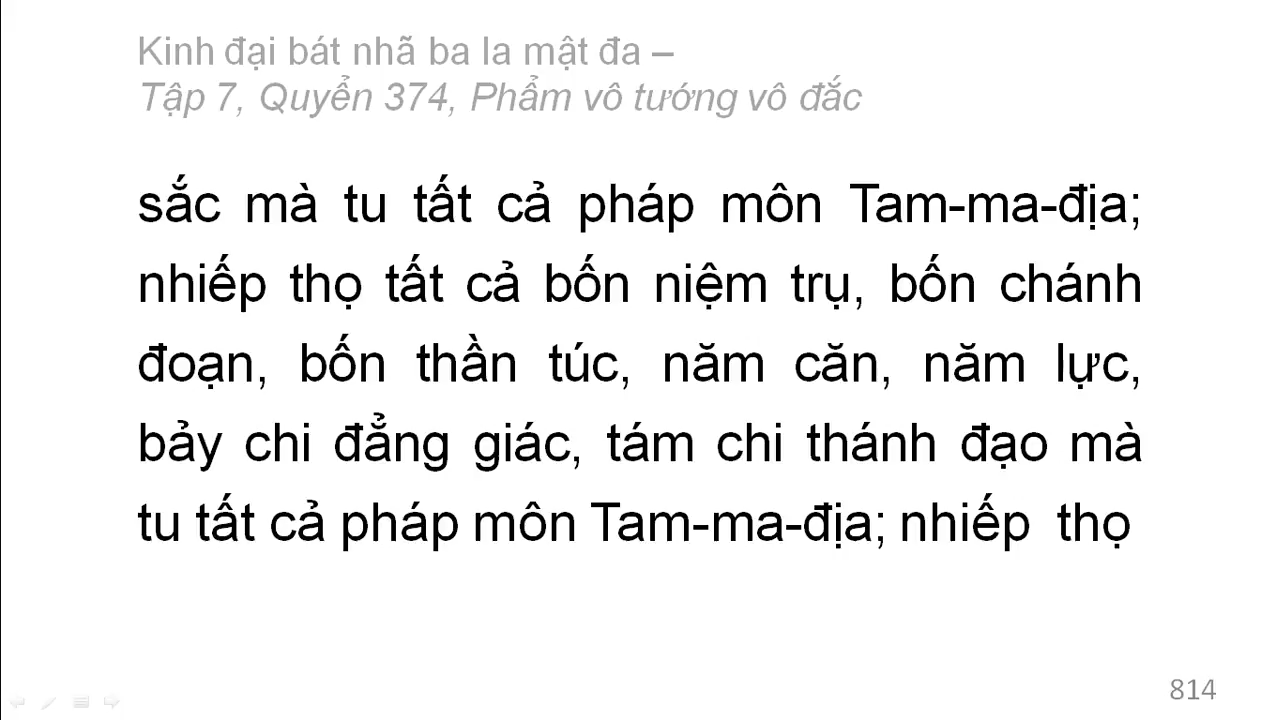 Kinh đại bát nhã ba la mật đa –
Tập 7, Quyển 374, Phẩm vô tướng vô đắc
sắc mà tu tất cả pháp môn Tam-ma-địa;
nhiếp thọ tất cả bốn niệm trụ, bốn chánh
đoạn, bốn thần túc, năm căn, năm lực,
bảy chi đẳng giác, tám chi thánh đạo mà
tu tất cả pháp môn Tam-ma-địa; nhiếp thọ
814